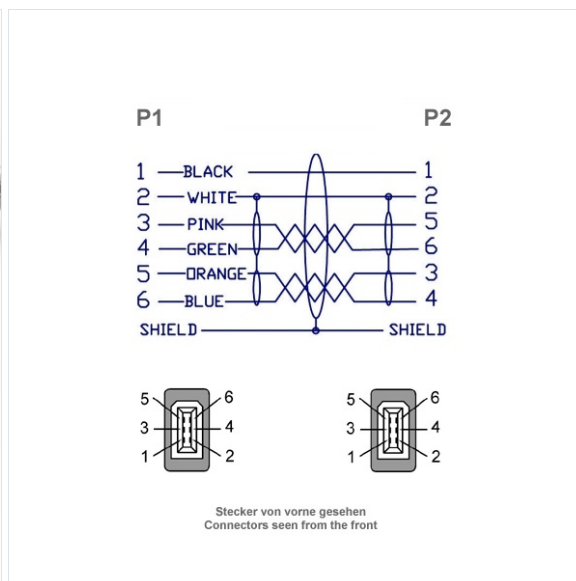 P1 P2
1 BLACK 1
2 WHITE 2
3 PINK 5
4 GREEN 6
5 ORANGE 3
6 BLUE 4
SHIELD SHIELD
5 6 5 6
3 4 3 4
1 2 1 2
Stecker von vorne gesehen
Connectors seen from the front